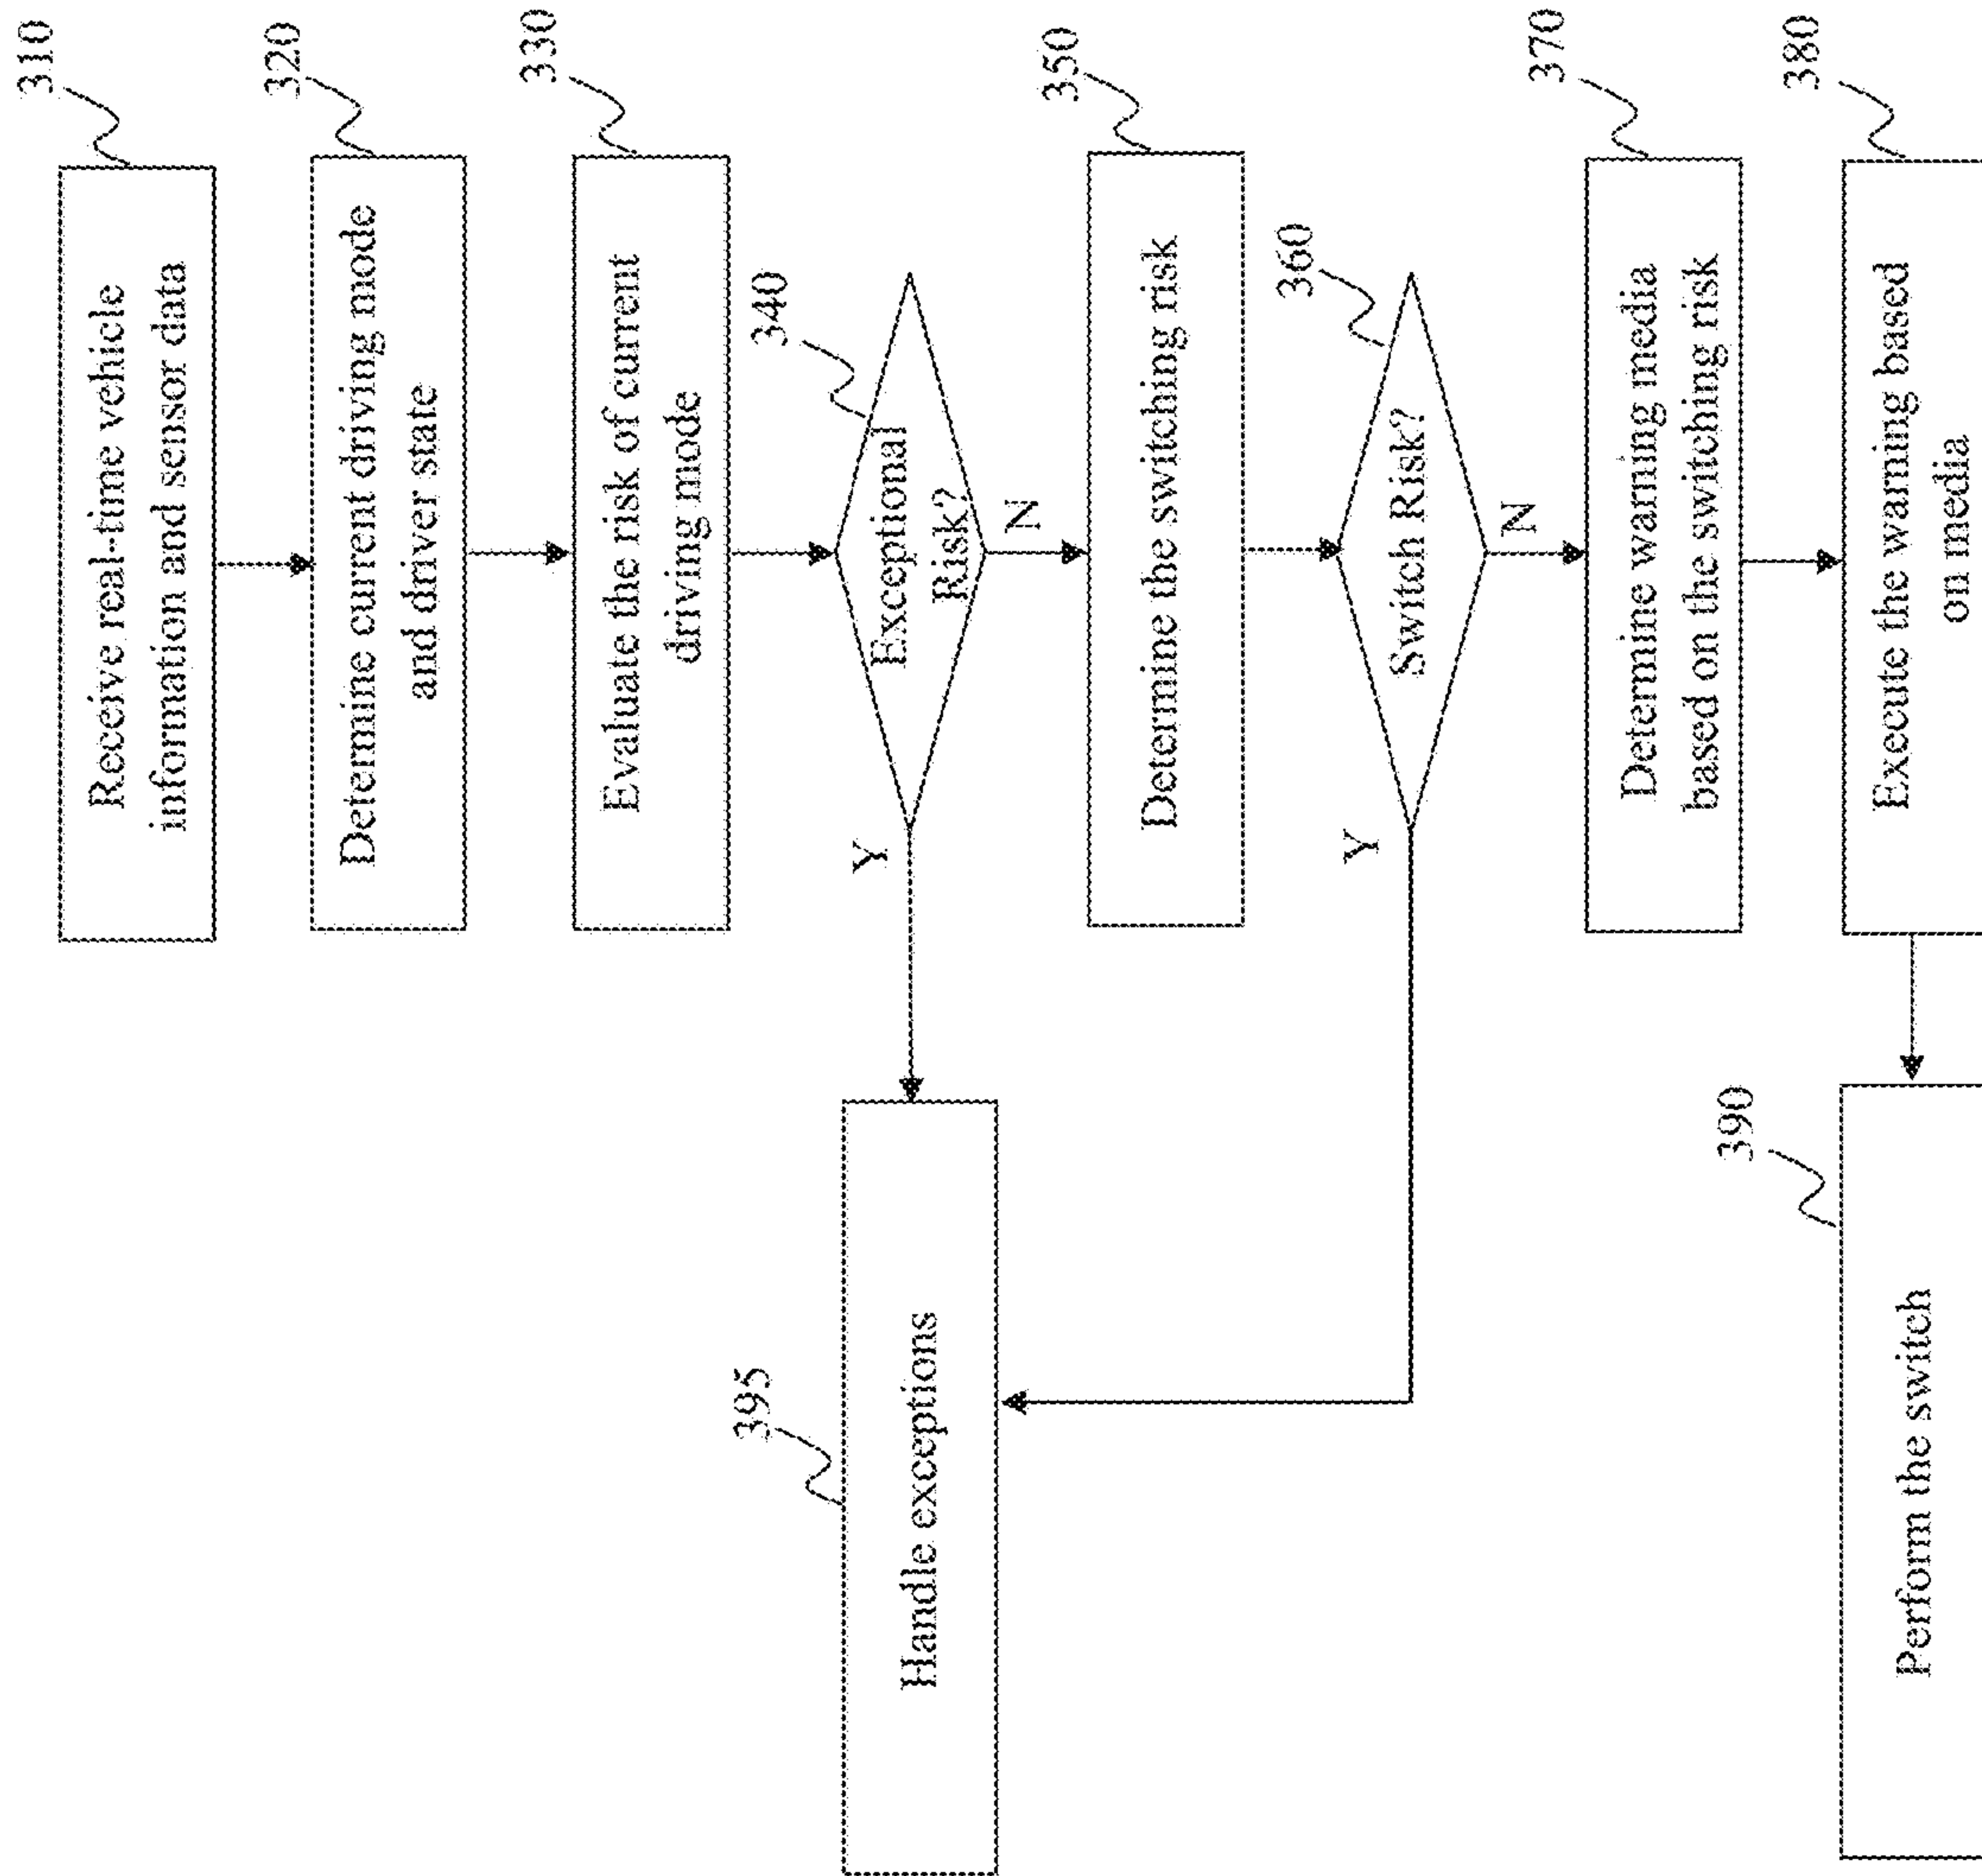 310
Receive real-time vehicle
information and sensor data
320
Determine current driving mode
and driver state
330
Evaluate the risk of current
driving mode
340
Exceptional
Risk?
Y
N
350
Determine the switching risk
360
Switch Risk?
Y
N
370
Determine warning media
based on the switching risk
380
Execute the warning based
on media
390
Perform the switch
395
Handle exceptions